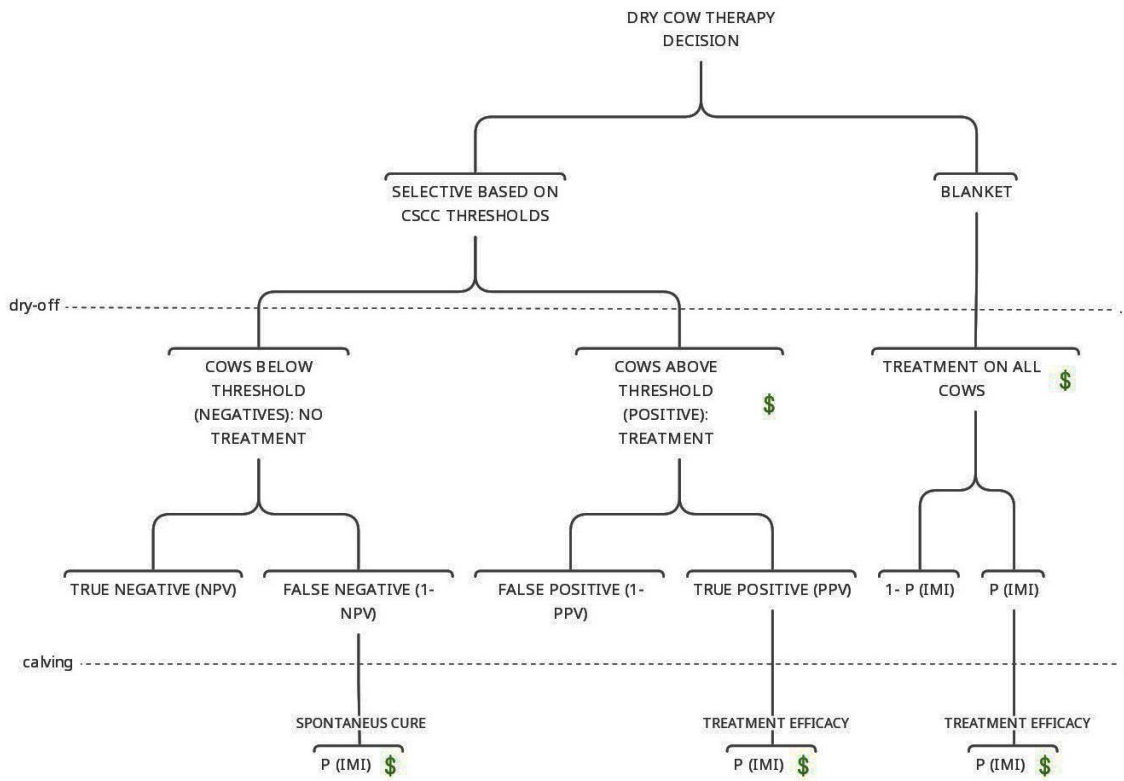 DRY COW THERAPY
DECISION
SELECTIVE BASED ON
CSCC THRESHOLDS
BLANKET
dry-off
COWS BELOW
THRESHOLD
(NEGATIVES): NO
TREATMENT
COWS ABOVE
THRESHOLD
(POSITIVE):
TREATMENT
$
TREATMENT ON ALL
COWS
$
TRUE NEGATIVE (NPV)
FALSE NEGATIVE (1-
NPV)
FALSE POSITIVE (1-
PPV)
TRUE POSITIVE (PPV)
1- P (IMI)
P (IMI)
calving
SPONTANEUS CURE
P (IMI) $
TREATMENT EFFICACY
P (IMI) $
TREATMENT EFFICACY
P (IMI) $